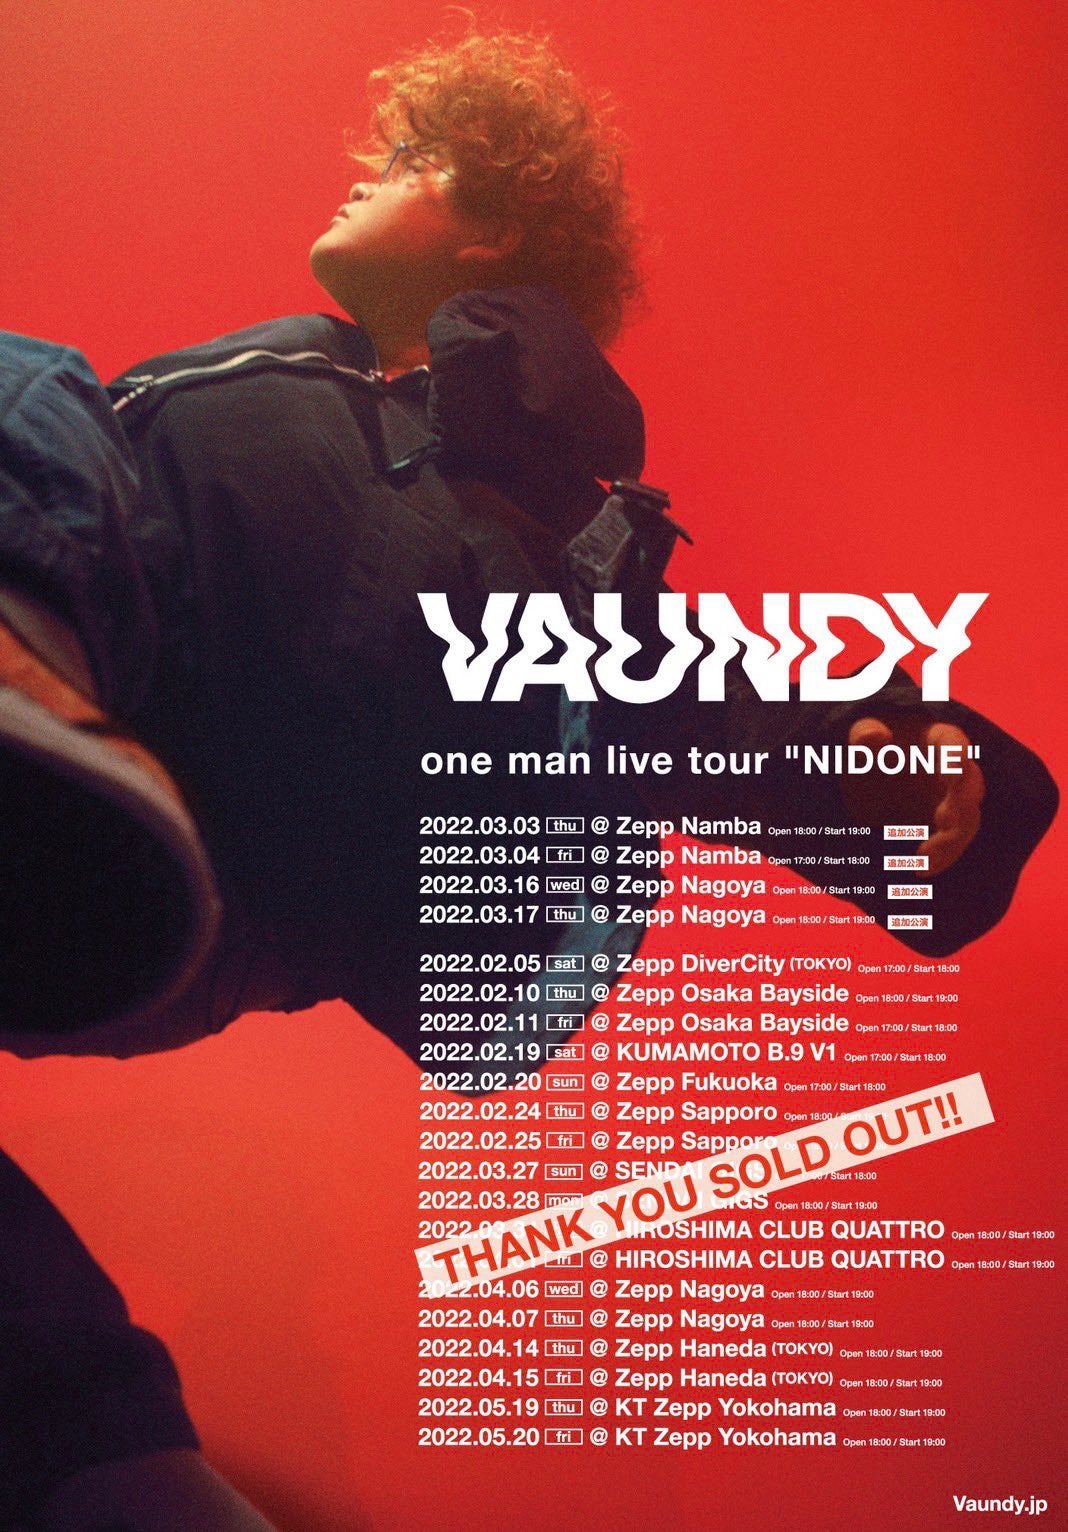 VAUNDY
one man live tour "NIDONE"
2022.03.03 thu @ Zepp Namba Open 18:00 / Start 19:00 追加公演
2022.03.04 fri @ Zepp Namba Open 17:00 / Start 18:00 追加公演
2022.03.16 wed @ Zepp Nagoya Open 18:00 / Start 19:00 追加公演
2022.03.17 thu @ Zepp Nagoya Open 18:00 / Start 19:00 追加公演
2022.02.05 sat @ Zepp DiverCity (TOKYO) Open 17:00 / Start 18:00
2022.02.10 thu @ Zepp Osaka Bayside Open 18:00 / Start 19:00
2022.02.11 fri @ Zepp Osaka Bayside Open 17:00 / Start 18:00
2022.02.19 sat @ KUMAMOTO B.9 V1 Open 17:00 / Start 18:00
2022.02.20 sun @ Zepp Fukuoka Open 17:00 / Start 18:00
2022.02.24 thu @ Zepp Sapporo Open 18:00
2022.02.25 fri @ Zepp Sapporo
2022.03.27 sun @ SENDAI / Start 18:00
2022.03.28 mon @ GIGS Open 18:00 / Start 19:00
THANK YOU SOLD OUT!!
@ HIROSHIMA CLUB QUATTRO Open 18:00 / Start 19:00
fri @ HIROSHIMA CLUB QUATTRO Open 18:00 / Start 19:00
2022.04.06 wed @ Zepp Nagoya Open 18:00 / Start 19:00
2022.04.07 thu @ Zepp Nagoya Open 18:00 / Start 19:00
2022.04.14 thu @ Zepp Haneda (TOKYO) Open 18:00 / Start 19:00
2022.04.15 fri @ Zepp Haneda (TOKYO) Open 18:00 / Start 19:00
2022.05.19 thu @ KT Zepp Yokohama Open 18:00 / Start 19:00
2022.05.20 fri @ KT Zepp Yokohama Open 18:00 / Start 19:00
Vaundy.jp